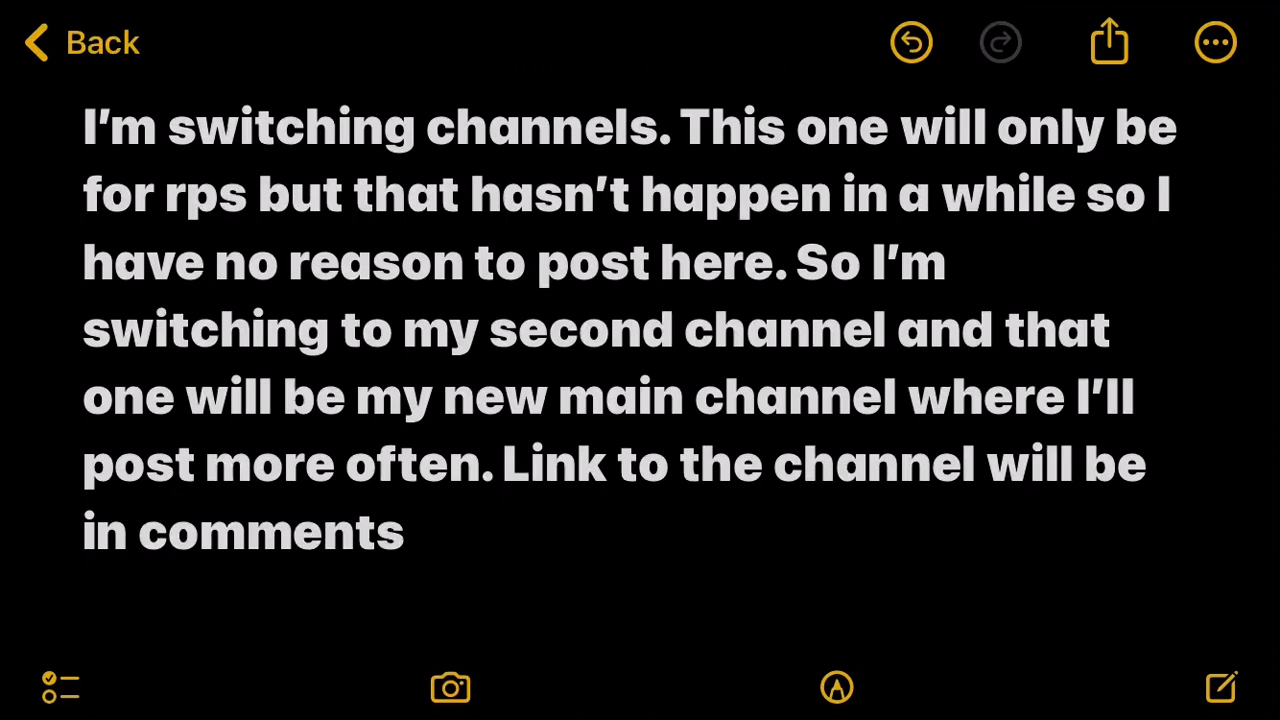 Back
I’m switching channels. This one will only be
for rps but that hasn’t happen in a while so I
have no reason to post here. So I’m
switching to my second channel and that
one will be my new main channel where I’ll
post more often. Link to the channel will be
in comments